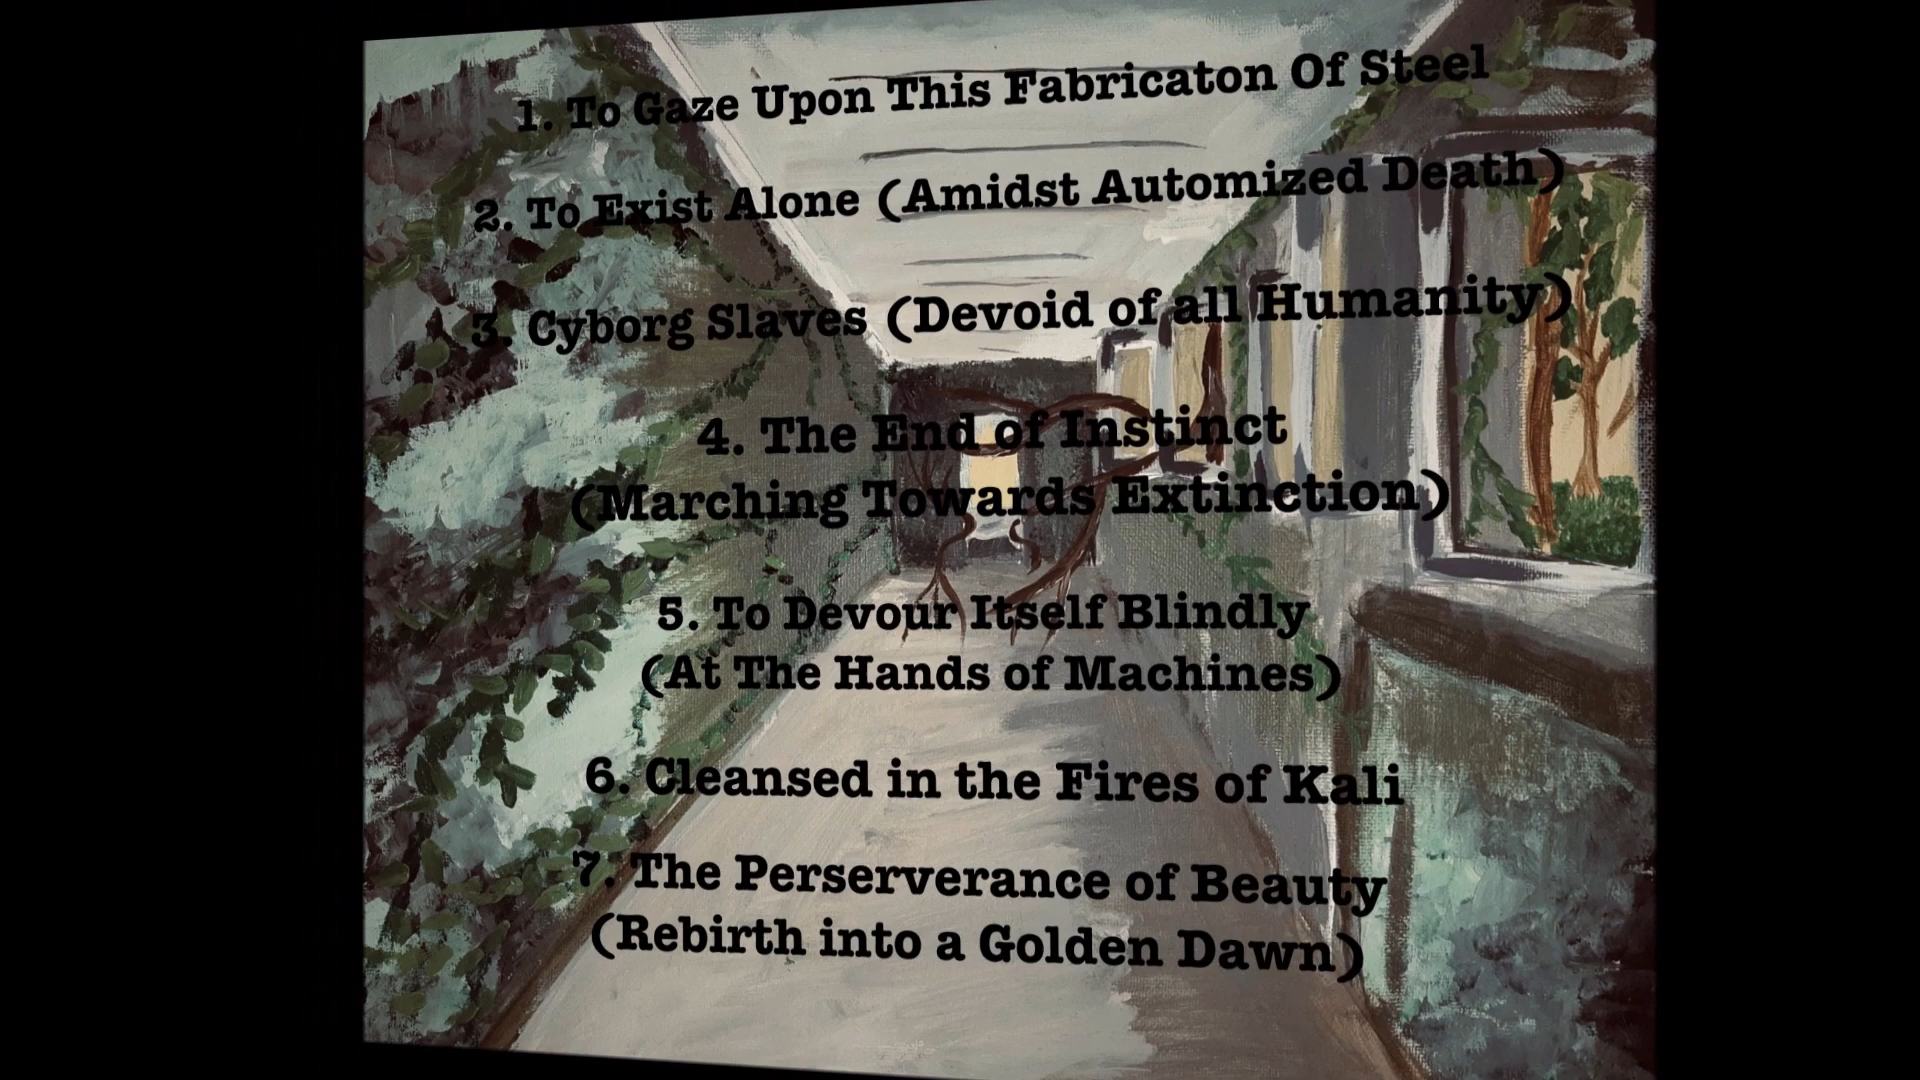 1. To Gaze Upon This Fabricaton Of Steel
2. To Exist Alone (Amidst Automized Death)
3. Cyborg Slaves (Devoid of all Humanity)
4. The End of Instinct
(Marching Towards Extinction)
5. To Devour Itself Blindly
(At The Hands of Machines)
6. Cleansed in the Fires of Kali
7. The Perserverance of Beauty
(Rebirth into a Golden Dawn)